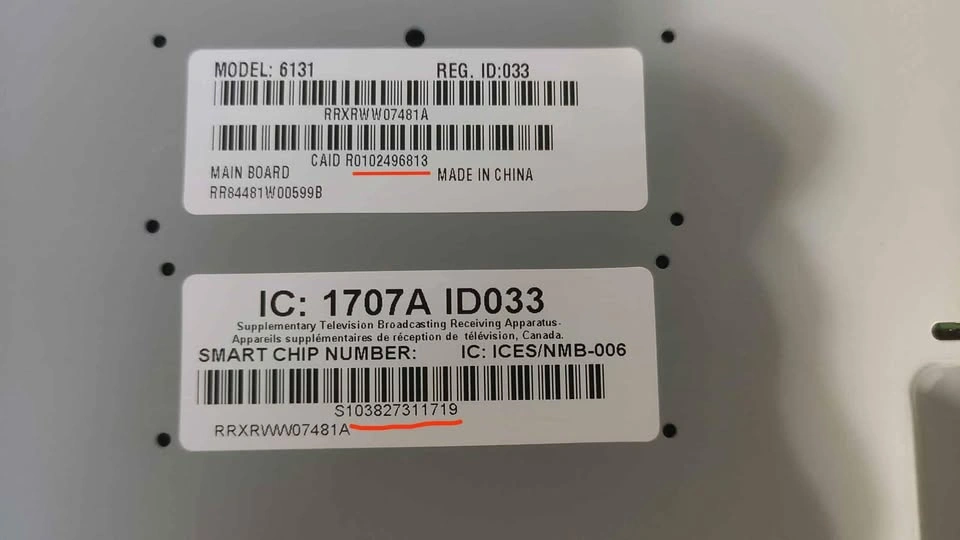 MODEL: 6131 REG. ID:033
RRXRWW07481A
CAID R0102496813
MAIN BOARD MADE IN CHINA
RR84481W00599B
IC: 1707A ID033
Supplementary Television Broadcasting Receiving Apparatus.
Appareils supplémentaires de réception de télévision, Canada.
SMART CHIP NUMBER: IC: ICES/NMB-006
S103827311719
RRXRWW07481A